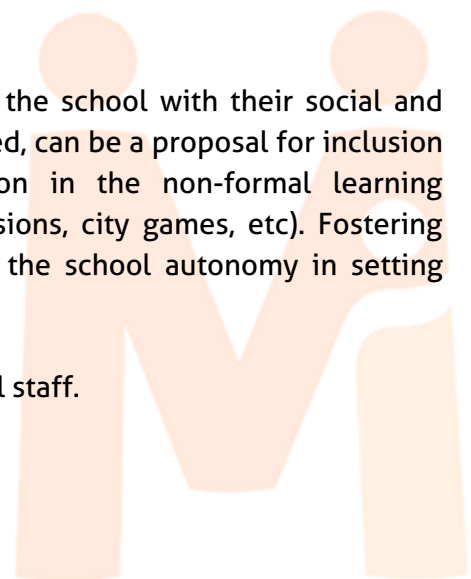 the school with their social and
ed, can be a proposal for inclusion
on in the non-formal learning
sions, city games, etc). Fostering
the school autonomy in setting
l staff.